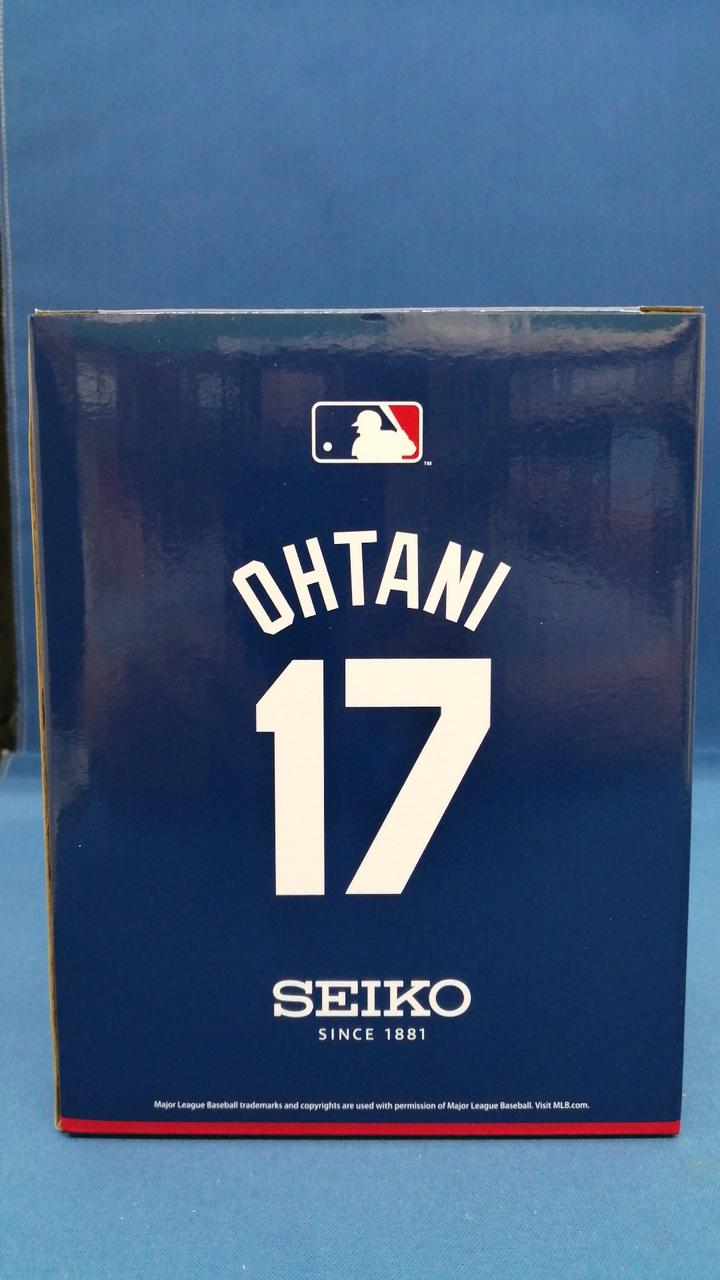 TM
OHTANI
17
SEIKO
SINCE 1881
Major League Baseball trademarks and copyrights are used with permission of Major League Baseball. Visit MLB.com.